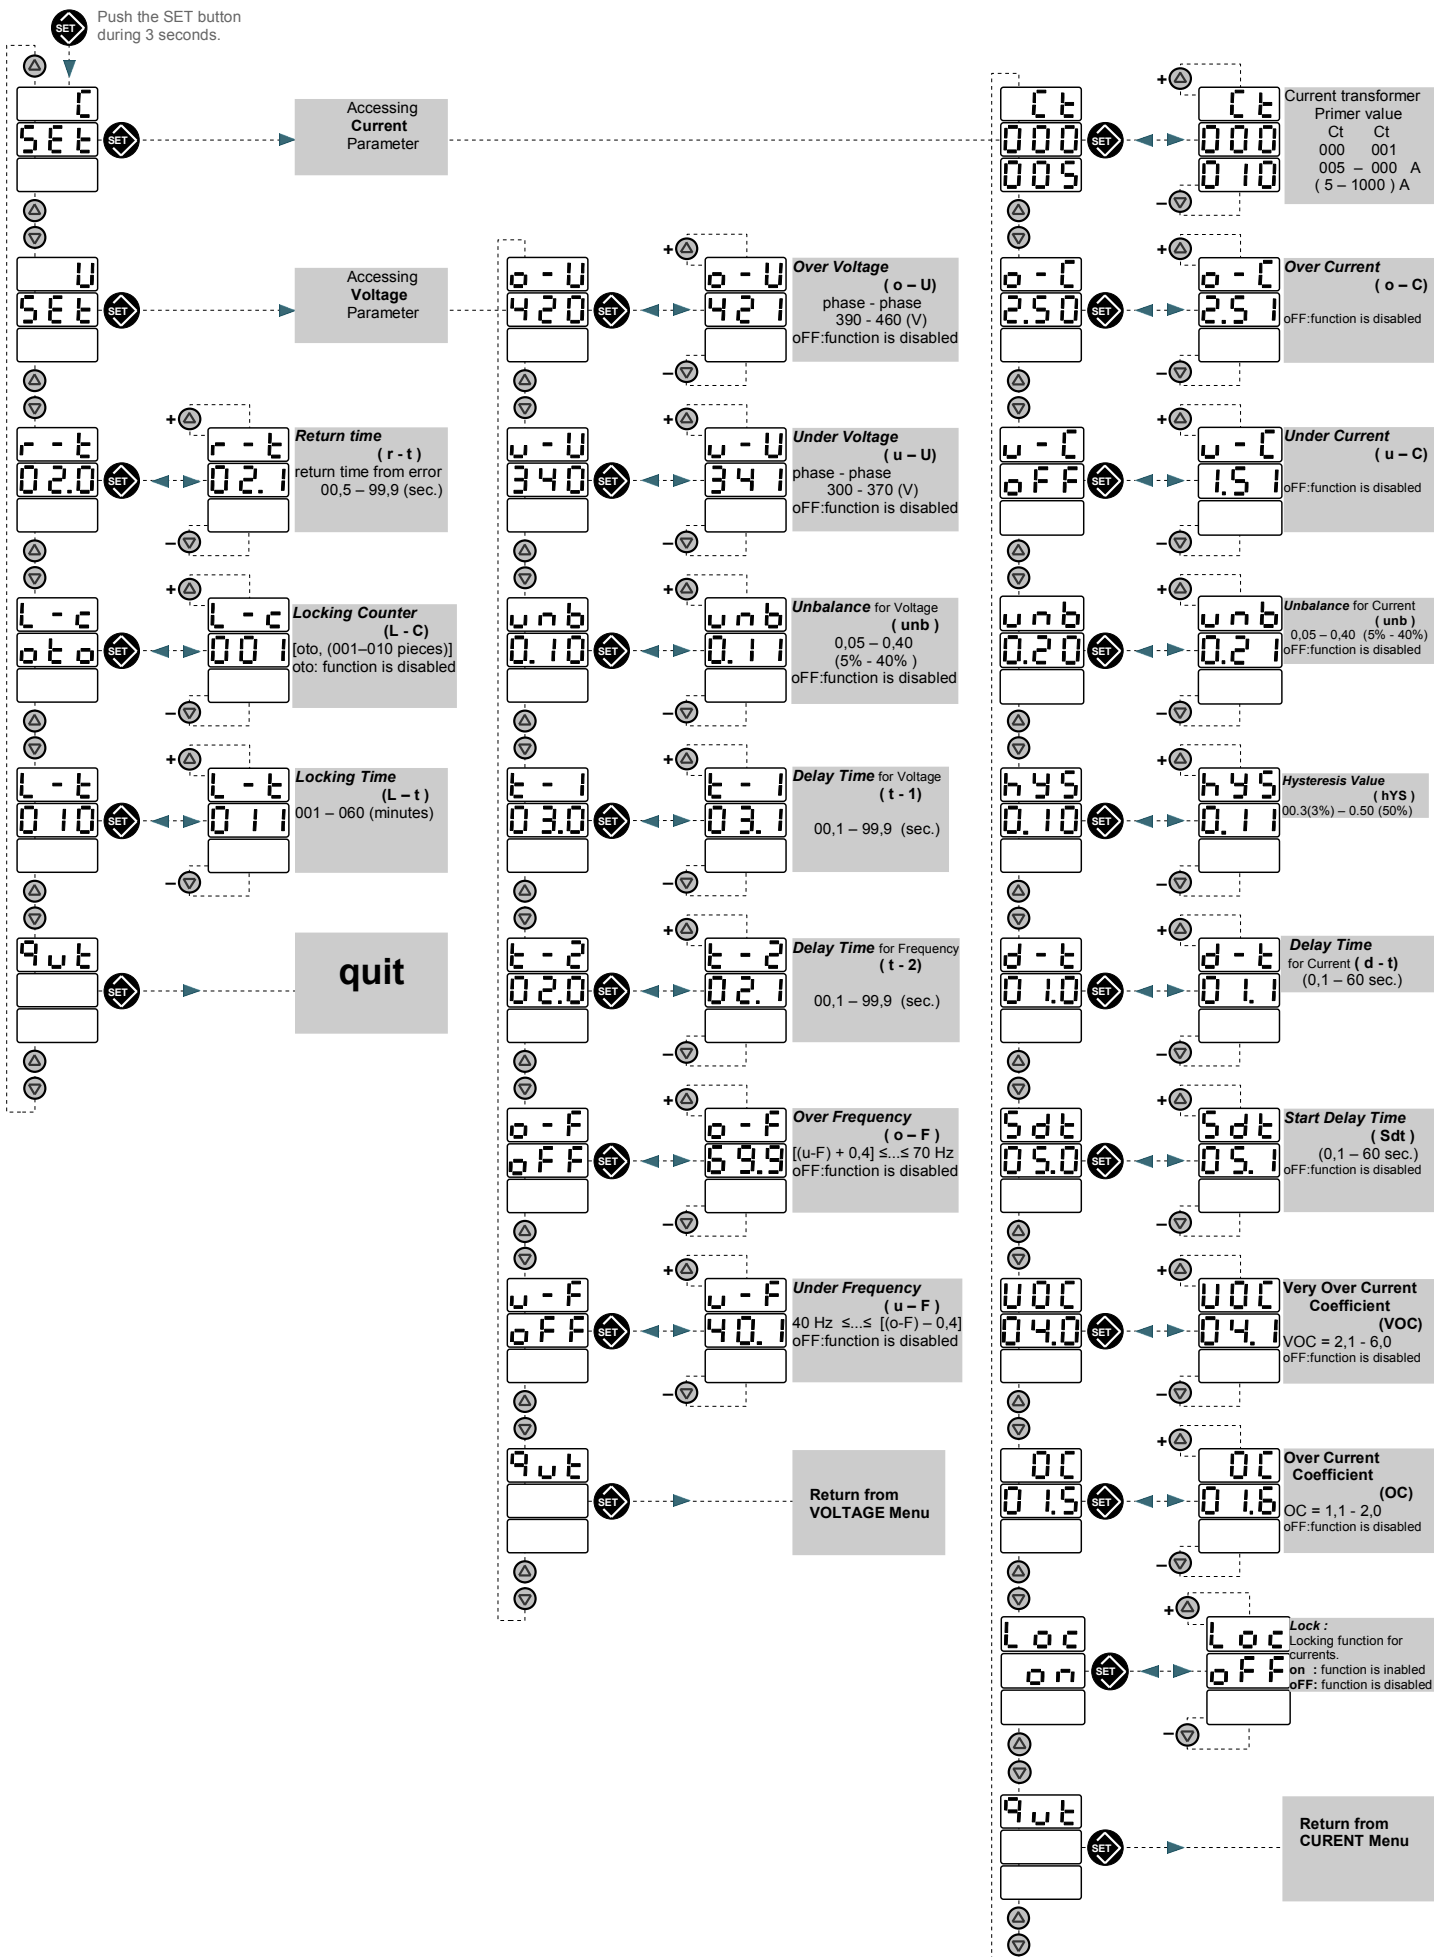 Push the SET button
during 3 seconds.
SET
C
SEt
SET
Accessing
Current
Parameter
U
SEt
SET
Accessing
Voltage
Parameter
r - t
02.0
SET
+
r - t
02.1
–
Return time
( r - t )
return time from error
00,5 – 99,9 (sec.)
L - c
oto
SET
+
L - c
001
–
Locking Counter
(L - C)
[oto, (001–010 pieces)]
oto: function is disabled
L - t
010
SET
+
L - t
011
–
Locking Time
(L – t )
001 – 060 (minutes)
qut
SET
quit
o - U
420
SET
+
o - U
421
–
Over Voltage
( o – U)
phase - phase
390 - 460 (V)
oFF:function is disabled
u - U
340
SET
+
u - U
341
–
Under Voltage
( u – U)
phase - phase
300 - 370 (V)
oFF:function is disabled
unb
0.10
SET
+
unb
0.11
–
Unbalance for Voltage
( unb )
0,05 – 0,40
(5% - 40% )
oFF:function is disabled
t - 1
03.0
SET
+
t - 1
03.1
–
Delay Time for Voltage
( t - 1)
00,1 – 99,9 (sec.)
t - 2
02.0
SET
+
t - 2
02.1
–
Delay Time for Frequency
( t - 2)
00,1 – 99,9 (sec.)
o - F
oFF
SET
+
o - F
69.9
–
Over Frequency
( o – F )
[(u-F) + 0,4] ≤...≤ 70 Hz
oFF:function is disabled
u - F
oFF
SET
+
u - F
40.1
–
Under Frequency
( u – F )
40 Hz ≤...≤ [(o-F) – 0,4]
oFF:function is disabled
qut
SET
Return from
VOLTAGE Menu
Ct
000
005
SET
+
Ct
000
010
–
Current transformer
Primer value
Ct Ct
000 001
005 – 000 A
( 5 – 1000 ) A
o - C
2.50
SET
+
o - C
2.51
–
Over Current
( o – C)
oFF:function is disabled
u - C
oFF
SET
+
u - C
1.51
–
Under Current
( u – C)
oFF:function is disabled
unb
0.20
SET
+
unb
0.21
–
Unbalance for Current
( unb )
0,05 – 0,40 (5% - 40%)
oFF:function is disabled
hYS
0.10
SET
+
hYS
0.11
–
Hysteresis Value
( hYS )
00.3(3%) – 0.50 (50%)
d - t
01.0
SET
+
d - t
01.1
–
Delay Time
for Current ( d - t)
(0,1 – 60 sec.)
Sdt
05.0
SET
+
Sdt
05.1
–
Start Delay Time
( Sdt )
(0,1 – 60 sec.)
oFF:function is disabled
UOC
04.0
SET
+
UOC
04.1
–
Very Over Current
Coefficient
(VOC)
VOC = 2,1 - 6,0
oFF:function is disabled
OC
01.5
SET
+
OC
01.6
–
Over Current
Coefficient
(OC)
OC = 1,1 - 2,0
oFF:function is disabled
Loc
on
SET
+
Loc
oFF
–
Lock :
Locking function for
currents.
on : function is inabled
oFF: function is disabled
qut
SET
Return from
CURENT Menu